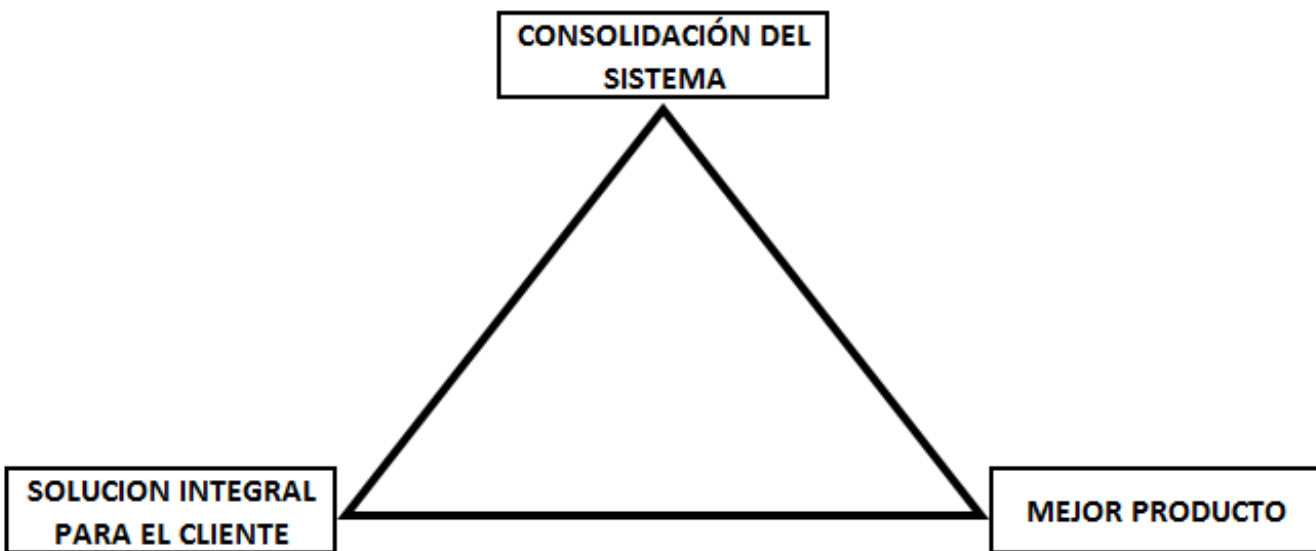 CONSOLIDACIÓN DEL
SISTEMA
SOLUCION INTEGRAL
PARA EL CLIENTE
MEJOR PRODUCTO